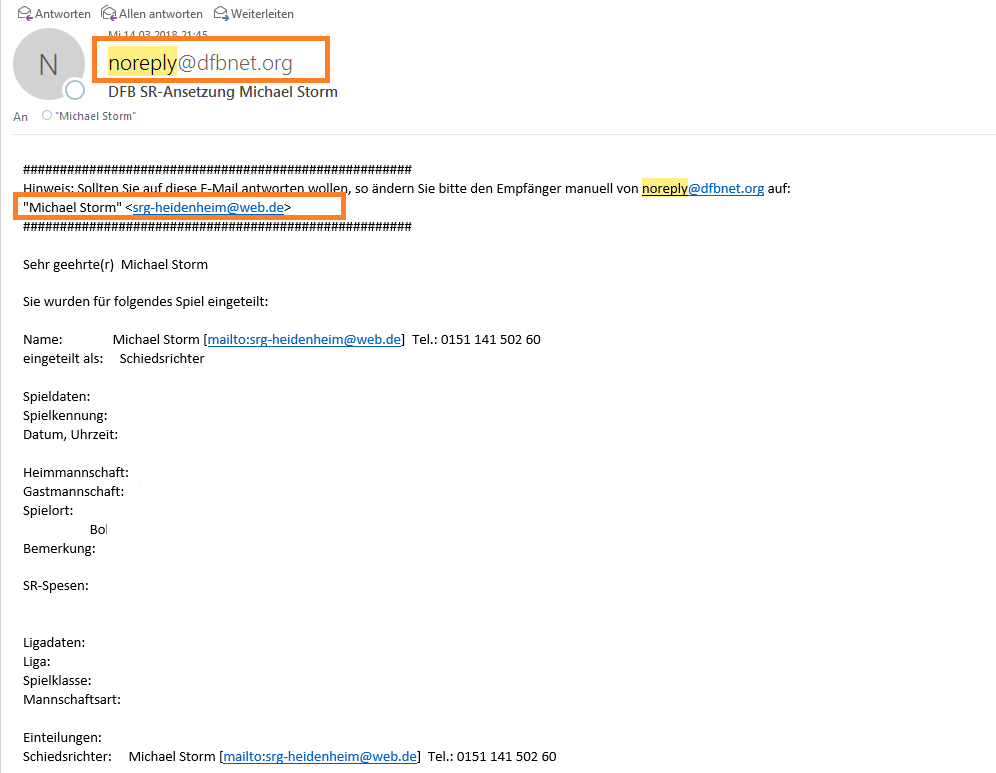 Antworten Allen antworten Weiterleiten
Mi 14.03.2018 21:45
N
noreply@dfbnet.org
DFB SR-Ansetzung Michael Storm
An "Michael Storm"
#####################################################
Hinweis: Sollten Sie auf diese E-Mail antworten wollen, so ändern Sie bitte den Empfänger manuell von noreply@dfbnet.org auf:
"Michael Storm" <srg-heidenheim@web.de>
#####################################################
Sehr geehrte(r) Michael Storm
Sie wurden für folgendes Spiel eingeteilt:
Name: Michael Storm [mailto:srg-heidenheim@web.de] Tel.: 0151 141 502 60
eingeteilt als: Schiedsrichter
Spieldaten:
Spielkennung:
Datum, Uhrzeit:
Heimmannschaft:
Gastmannschaft:
Spielort:
Bemerkung:
SR-Spesen:
Ligadaten:
Liga:
Spielklasse:
Mannschaftsart:
Einteilungen:
Schiedsrichter: Michael Storm [mailto:srg-heidenheim@web.de] Tel.: 0151 141 502 60